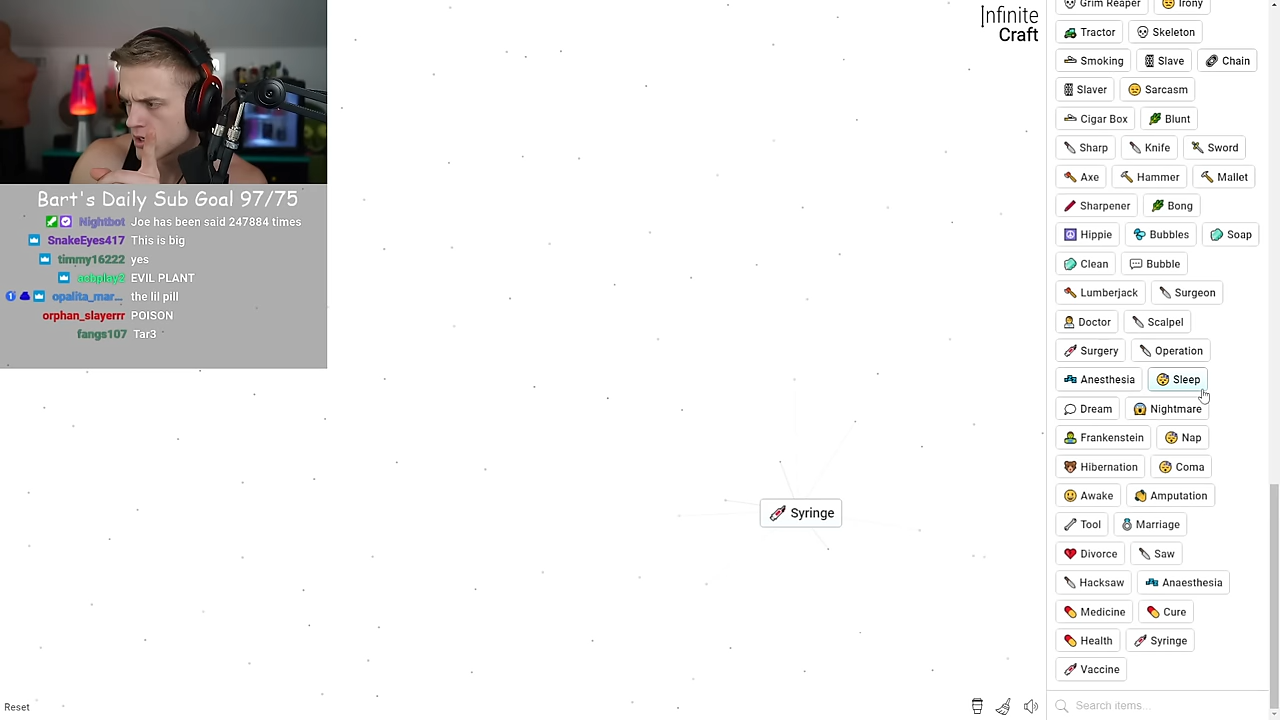 Infinite
Craft
Bart's Daily Sub Goal 97/75
Nightbot Joe has been said 247884 times
SnakeEyes417 This is big
timmy16222 yes
acbplay2 EVIL PLANT
opalita_mar... the lil pill
orphan_slayerrr POISON
fangs107 Tar3
Syringe
Grim Reaper Irony
Tractor Skeleton
Smoking Slave Chain
Slaver Sarcasm
Cigar Box Blunt
Sharp Knife Sword
Axe Hammer Mallet
Sharpener Bong
Hippie Bubbles Soap
Clean Bubble
Lumberjack Surgeon
Doctor Scalpel
Surgery Operation
Anesthesia Sleep
Dream Nightmare
Frankenstein Nap
Hibernation Coma
Awake Amputation
Tool Marriage
Divorce Saw
Hacksaw Anaesthesia
Medicine Cure
Health Syringe
Vaccine
Search items...
Reset